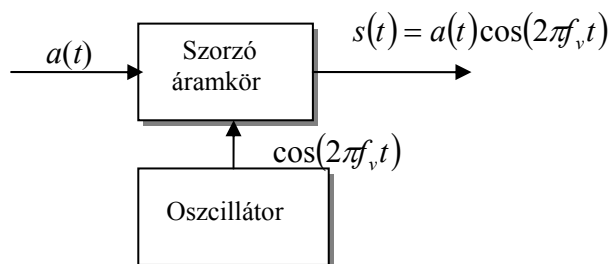 a(t)
Szorzó
áramkör
s(t) = a(t)cos(2πf_v t)
cos(2πf_v t)
Oszcillátor